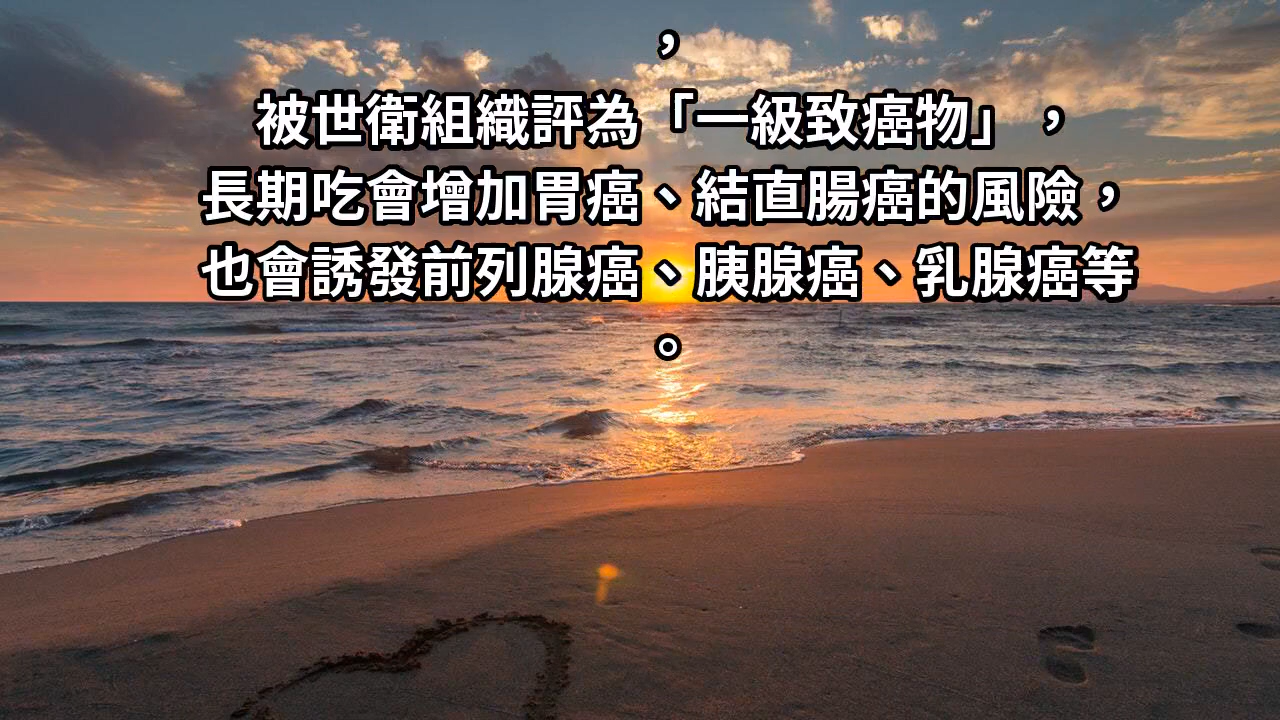 ，
被世衛組織評為「一級致癌物」，
長期吃會增加胃癌、結直腸癌的風險，
也會誘發前列腺癌、胰腺癌、乳腺癌等
。